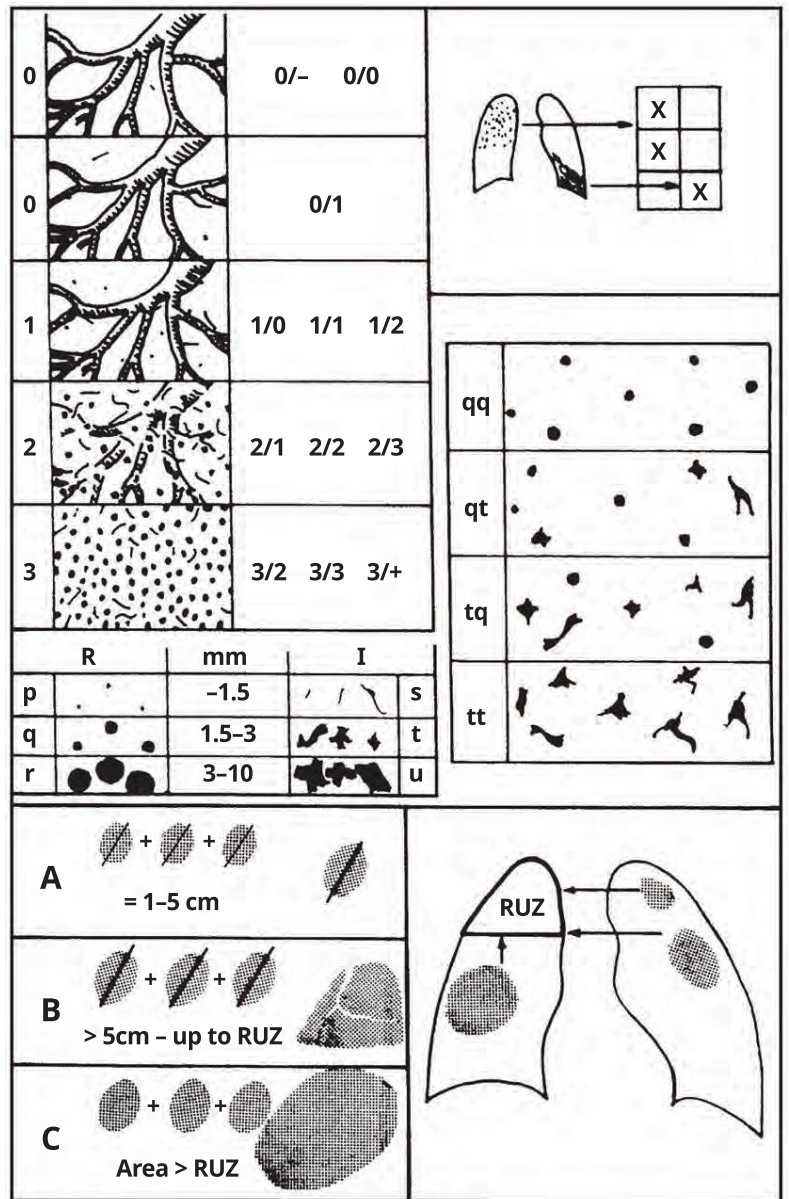 0 0/– 0/0
0 0/1
1 1/0 1/1 1/2
2 2/1 2/2 2/3
3 3/2 3/3 3/+
X
X
X
qq
qt
tq
tt
R mm I
p –1.5 s
q 1.5–3 t
r 3–10 u
A + +
= 1–5 cm
B + +
> 5cm – up to RUZ
C + +
Area > RUZ
RUZ